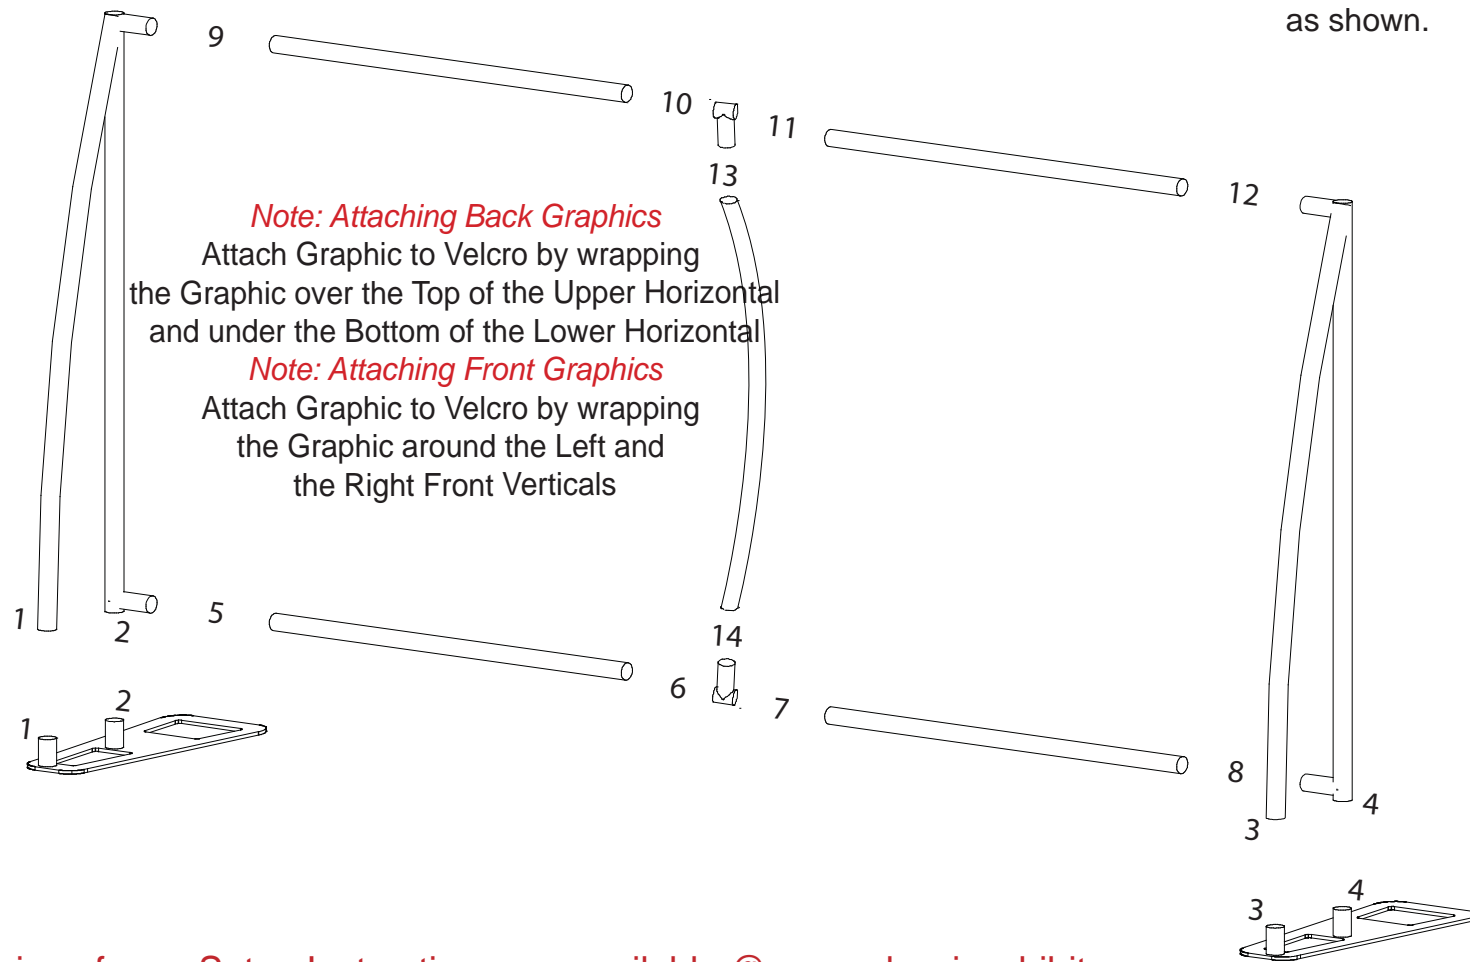 as shown.
9
10
11
12
13
Note: Attaching Back Graphics
Attach Graphic to Velcro by wrapping
the Graphic over the Top of the Upper Horizontal
and under the Bottom of the Lower Horizontal
Note: Attaching Front Graphics
Attach Graphic to Velcro by wrapping
the Graphic around the Left and
the Right Front Verticals
1
2
5
14
6
7
8
3
4
1
2
3
4